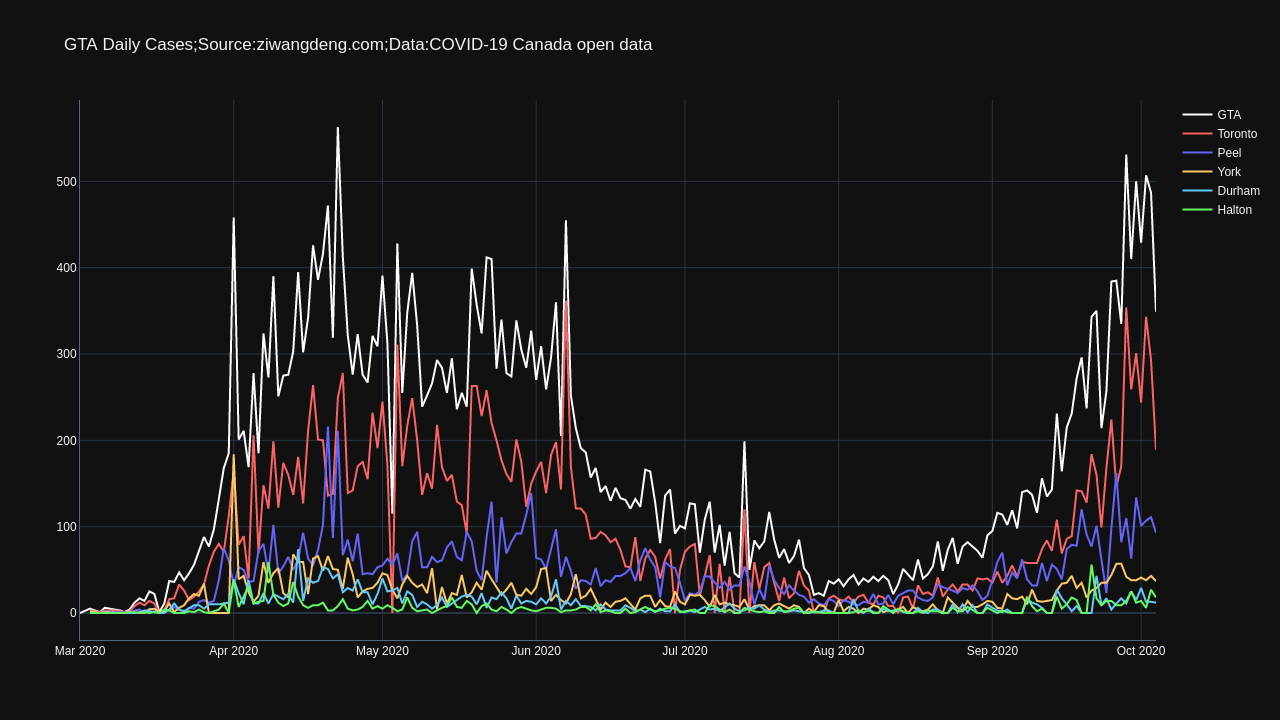 GTA Daily Cases;Source:ziwangdeng.com;Data:COVID-19 Canada open data
GTA
Toronto
Peel
York
Durham
Halton
500
400
300
200
100
0
Mar 2020 Apr 2020 May 2020 Jun 2020 Jul 2020 Aug 2020 Sep 2020 Oct 2020